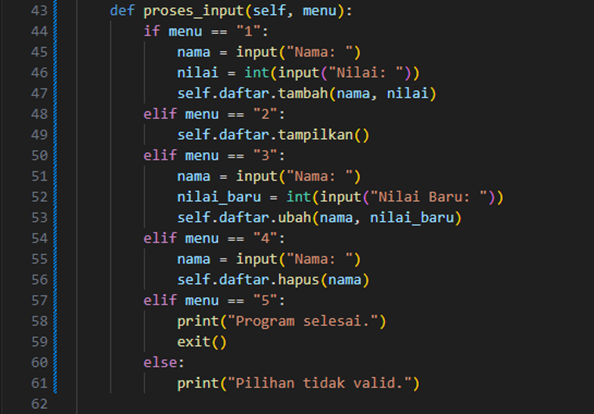 43 def proses_input(self, menu):
44 if menu == "1":
45 nama = input("Nama: ")
46 nilai = int(input("Nilai: "))
47 self.daftar.tambah(nama, nilai)
48 elif menu == "2":
49 self.daftar.tampilkan()
50 elif menu == "3":
51 nama = input("Nama: ")
52 nilai_baru = int(input("Nilai Baru: "))
53 self.daftar.ubah(nama, nilai_baru)
54 elif menu == "4":
55 nama = input("Nama: ")
56 self.daftar.hapus(nama)
57 elif menu == "5":
58 print("Program selesai.")
59 exit()
60 else:
61 print("Pilihan tidak valid.")
62